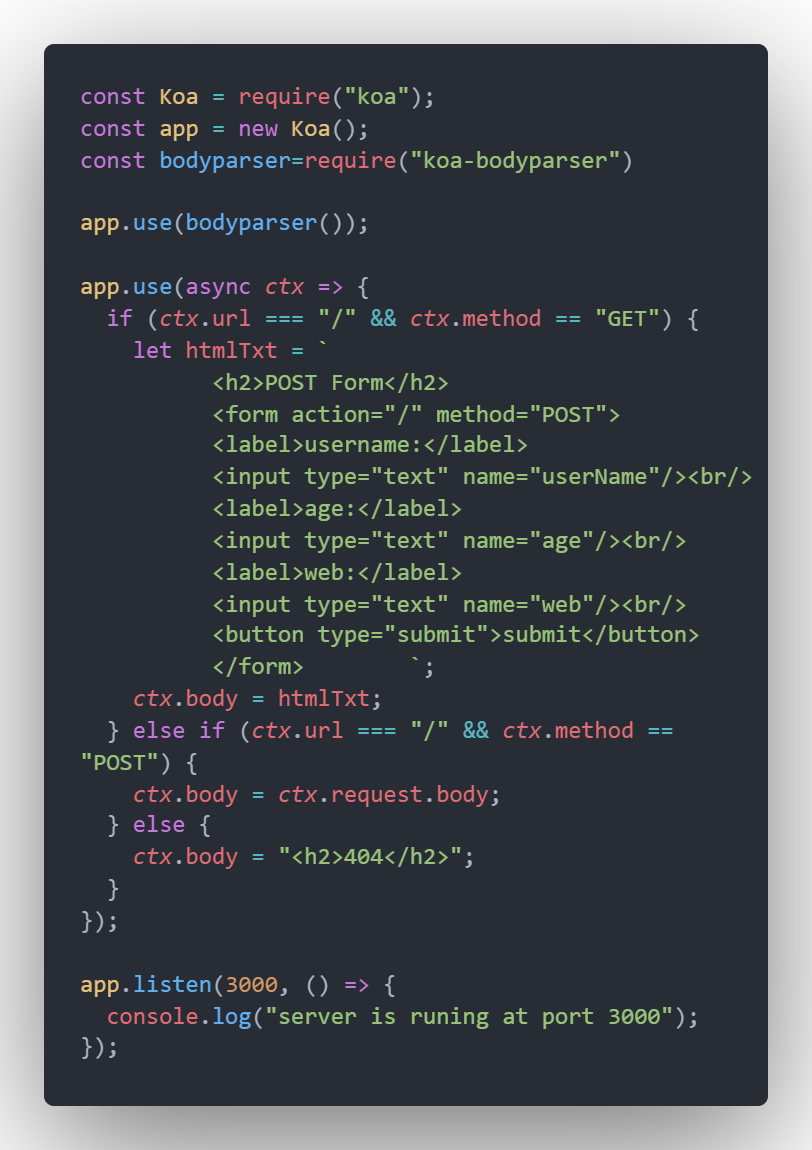 const Koa = require("koa");
const app = new Koa();
const bodyparser=require("koa-bodyparser")

app.use(bodyparser());

app.use(async ctx => {
  if (ctx.url === "/" && ctx.method == "GET") {
    let htmlTxt = `
          <h2>POST Form</h2>
          <form action="/" method="POST">
          <label>username:</label>
          <input type="text" name="userName"/><br/>
          <label>age:</label>
          <input type="text" name="age"/><br/>
          <label>web:</label>
          <input type="text" name="web"/><br/>
          <button type="submit">submit</button>
          </form>        `;
    ctx.body = htmlTxt;
  } else if (ctx.url === "/" && ctx.method ==
"POST") {
    ctx.body = ctx.request.body;
  } else {
    ctx.body = "<h2>404</h2>";
  }
});

app.listen(3000, () => {
  console.log("server is runing at port 3000");
});